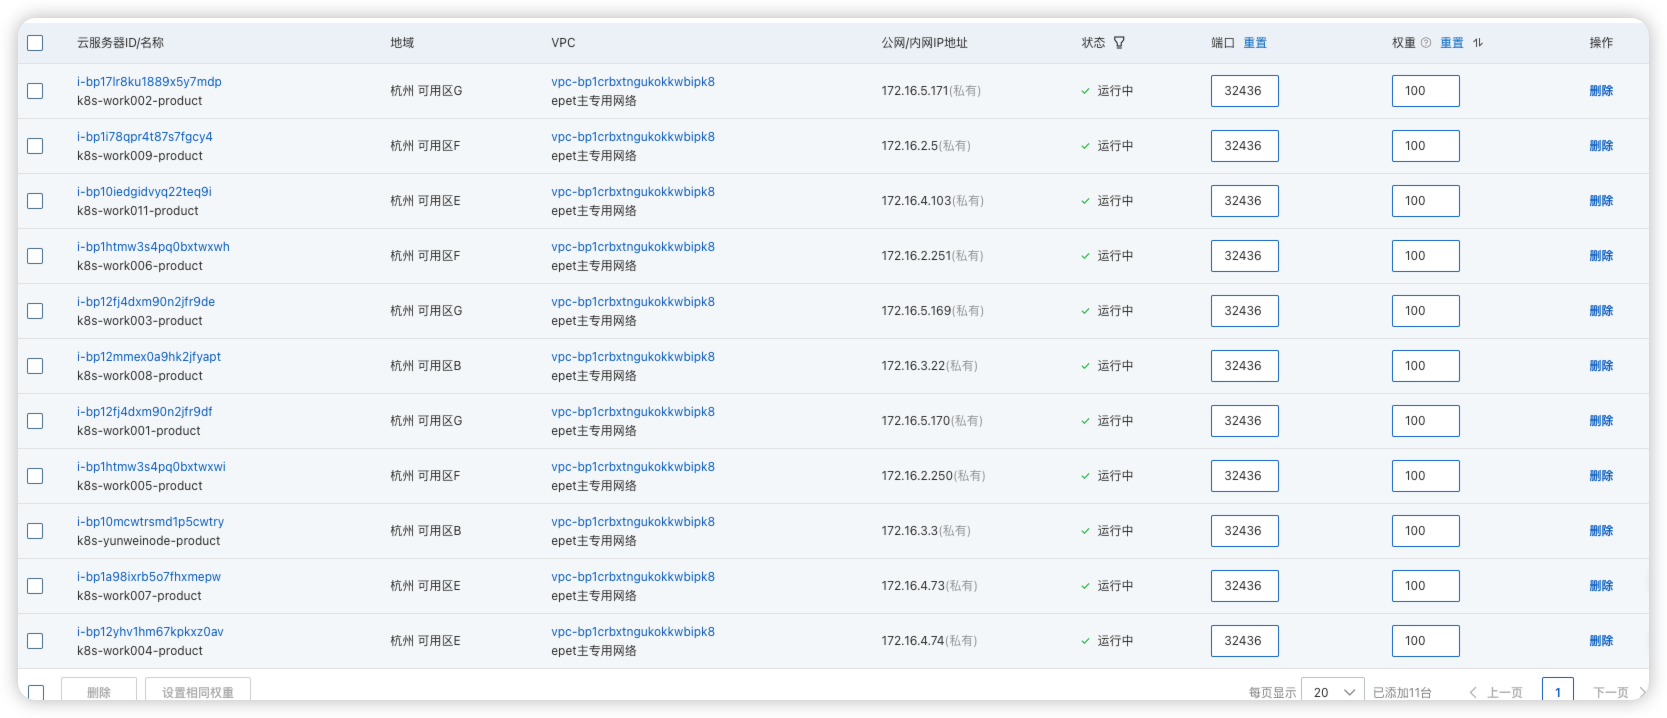 云服务器ID/名称 地域 VPC 公网/内网IP地址 状态 端口 重置 权重 重置 操作
i-bp17lr8ku1889x5y7mdp
k8s-work002-product
杭州 可用区G
vpc-bp1crbxtngukokkwbipk8
epet主专用网络
172.16.5.171(私有) 运行中 32436 100 删除
i-bp1i78qpr4t87s7fgcy4
k8s-work009-product
杭州 可用区F
vpc-bp1crbxtngukokkwbipk8
epet主专用网络
172.16.2.5(私有) 运行中 32436 100 删除
i-bp10iedgidvyq22teq9i
k8s-work011-product
杭州 可用区E
vpc-bp1crbxtngukokkwbipk8
epet主专用网络
172.16.4.103(私有) 运行中 32436 100 删除
i-bp1htmw3s4pq0bxtwxwh
k8s-work006-product
杭州 可用区F
vpc-bp1crbxtngukokkwbipk8
epet主专用网络
172.16.2.251(私有) 运行中 32436 100 删除
i-bp12fj4dxm90n2jfr9de
k8s-work003-product
杭州 可用区G
vpc-bp1crbxtngukokkwbipk8
epet主专用网络
172.16.5.169(私有) 运行中 32436 100 删除
i-bp12mmex0a9hk2jfyapt
k8s-work008-product
杭州 可用区B
vpc-bp1crbxtngukokkwbipk8
epet主专用网络
172.16.3.22(私有) 运行中 32436 100 删除
i-bp12fj4dxm90n2jfr9df
k8s-work001-product
杭州 可用区G
vpc-bp1crbxtngukokkwbipk8
epet主专用网络
172.16.5.170(私有) 运行中 32436 100 删除
i-bp1htmw3s4pq0bxtwxwi
k8s-work005-product
杭州 可用区F
vpc-bp1crbxtngukokkwbipk8
epet主专用网络
172.16.2.250(私有) 运行中 32436 100 删除
i-bp10mcwtrsmd1p5cwtry
k8s-yunweinode-product
杭州 可用区B
vpc-bp1crbxtngukokkwbipk8
epet主专用网络
172.16.3.3(私有) 运行中 32436 100 删除
i-bp1a98ixrb5o7fhxmepw
k8s-work007-product
杭州 可用区E
vpc-bp1crbxtngukokkwbipk8
epet主专用网络
172.16.4.73(私有) 运行中 32436 100 删除
i-bp12yhv1hm67kpkxz0av
k8s-work004-product
杭州 可用区E
vpc-bp1crbxtngukokkwbipk8
epet主专用网络
172.16.4.74(私有) 运行中 32436 100 删除
删除 设置相同权重 每页显示 20 已添加11台 上一页 1 下一页